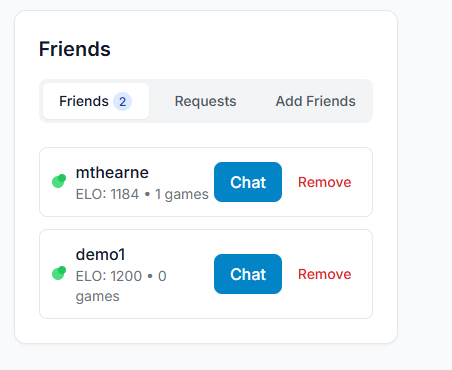 Friends
Friends 2 Requests Add Friends
mthearne
ELO: 1184 • 1 games
Chat Remove
demo1
ELO: 1200 • 0
games
Chat Remove